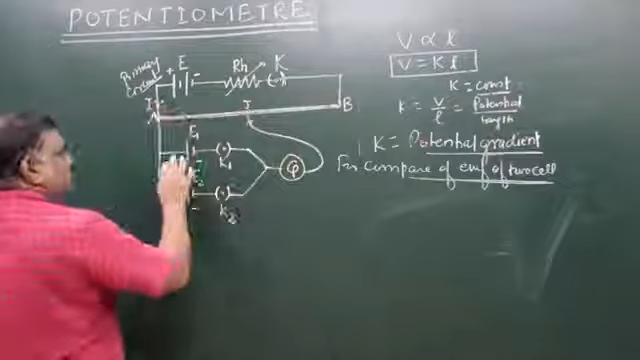 POTENTIOMETRE
Primary
Circuit
+ E -
Rh
K
V ∝ l
V = K l
K = const
K = V/l = Potential/length
K = Potential gradient
For compare of emf of two cell
A
J
B
E1
K1
G
K2